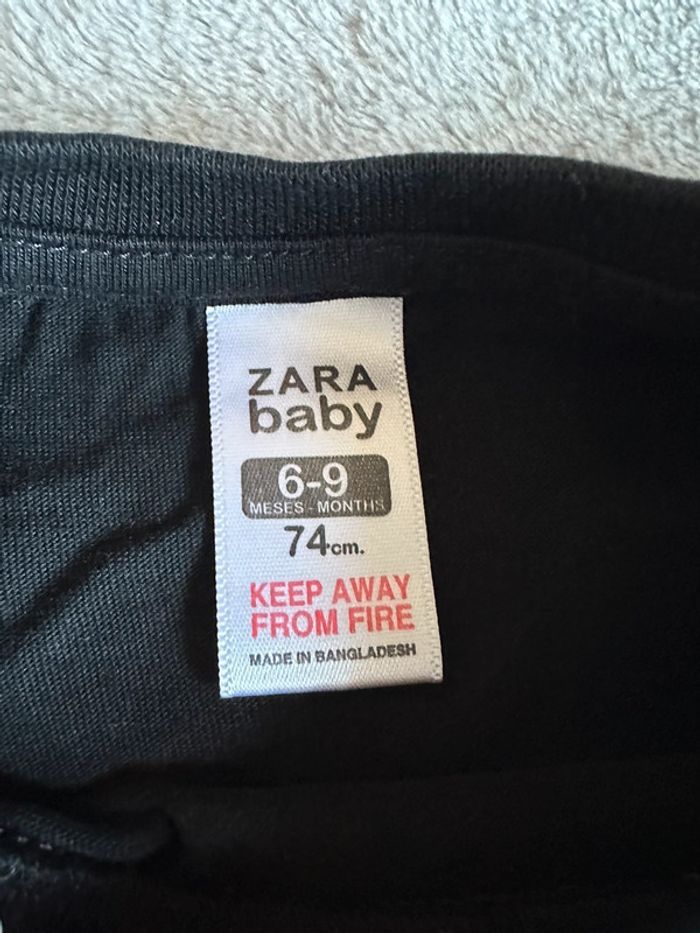 ZARA
baby
6-9
MESES - MONTHS
74cm.
KEEP AWAY
FROM FIRE
MADE IN BANGLADESH